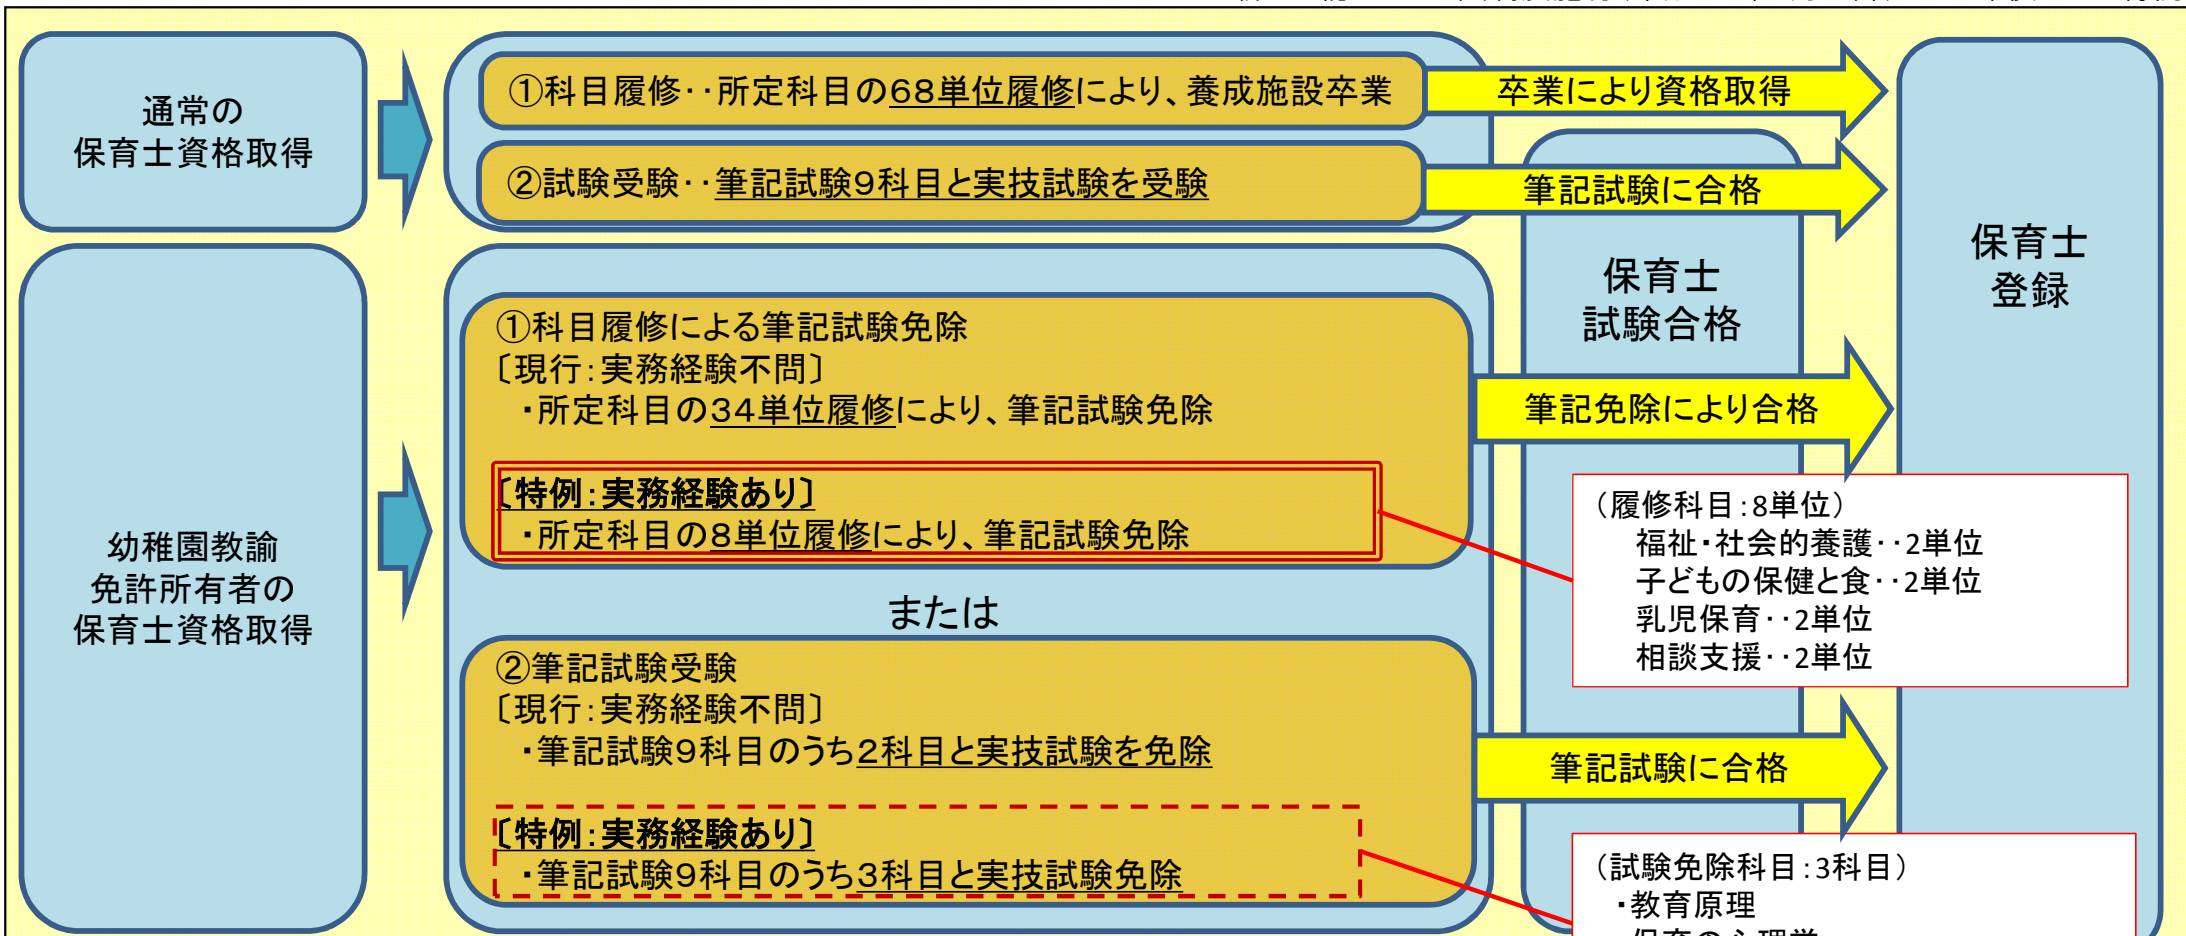 通常の
保育士資格取得
①科目履修‥所定科目の68単位履修により、養成施設卒業
卒業により資格取得
②試験受験‥筆記試験9科目と実技試験を受験
筆記試験に合格
保育士
試験合格
保育士
登録
幼稚園教諭
免許所有者の
保育士資格取得
①科目履修による筆記試験免除
〔現行：実務経験不問〕
・所定科目の34単位履修により、筆記試験免除
〔特例：実務経験あり〕
・所定科目の8単位履修により、筆記試験免除
筆記免除により合格
（履修科目：8単位）
福祉・社会的養護‥2単位
子どもの保健と食‥2単位
乳児保育‥2単位
相談支援‥2単位
または
②筆記試験受験
〔現行：実務経験不問〕
・筆記試験9科目のうち2科目と実技試験を免除
〔特例：実務経験あり〕
・筆記試験9科目のうち3科目と実技試験免除
筆記試験に合格
（試験免除科目：3科目）
・教育原理